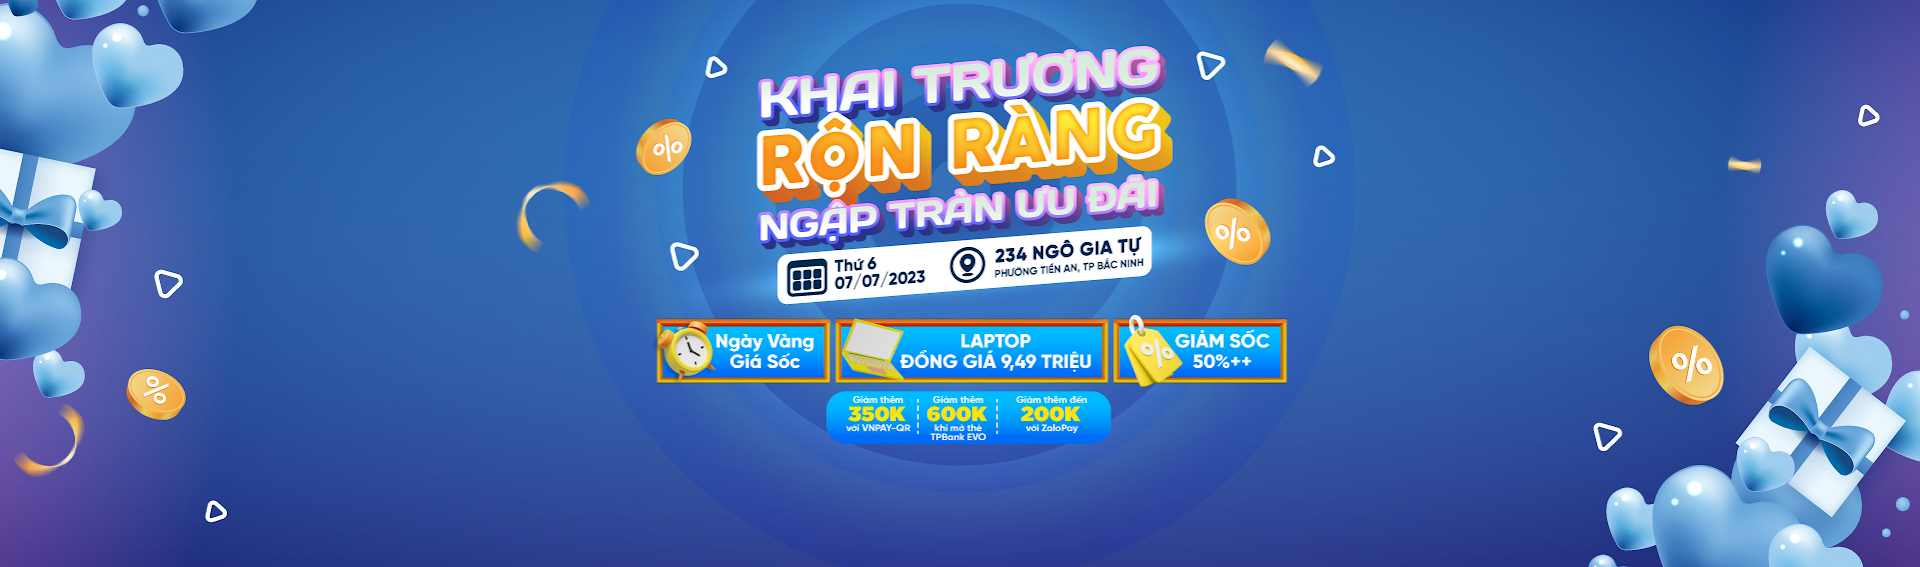 KHAI TRƯƠNG
RỘN RÀNG
NGẬP TRÀN ƯU ĐÃI
Thứ 6
07/07/2023
234 NGÔ GIA TỰ
PHƯỜNG TIỀN AN, TP BẮC NINH
Ngày Vàng
Giá Sốc
LAPTOP
ĐỒNG GIÁ 9,49 TRIỆU
GIẢM SỐC
50%++
Giảm thêm
350K
với VNPAY-QR
Giảm thêm
600K
khi mở thẻ
TPBank EVO
Giảm thêm đến
200K
với ZaloPay
%
%
%
%
%